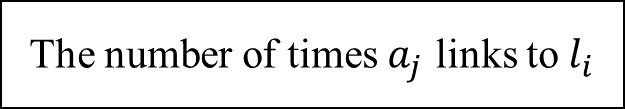 The number of times $a_j$ links to $l_i$